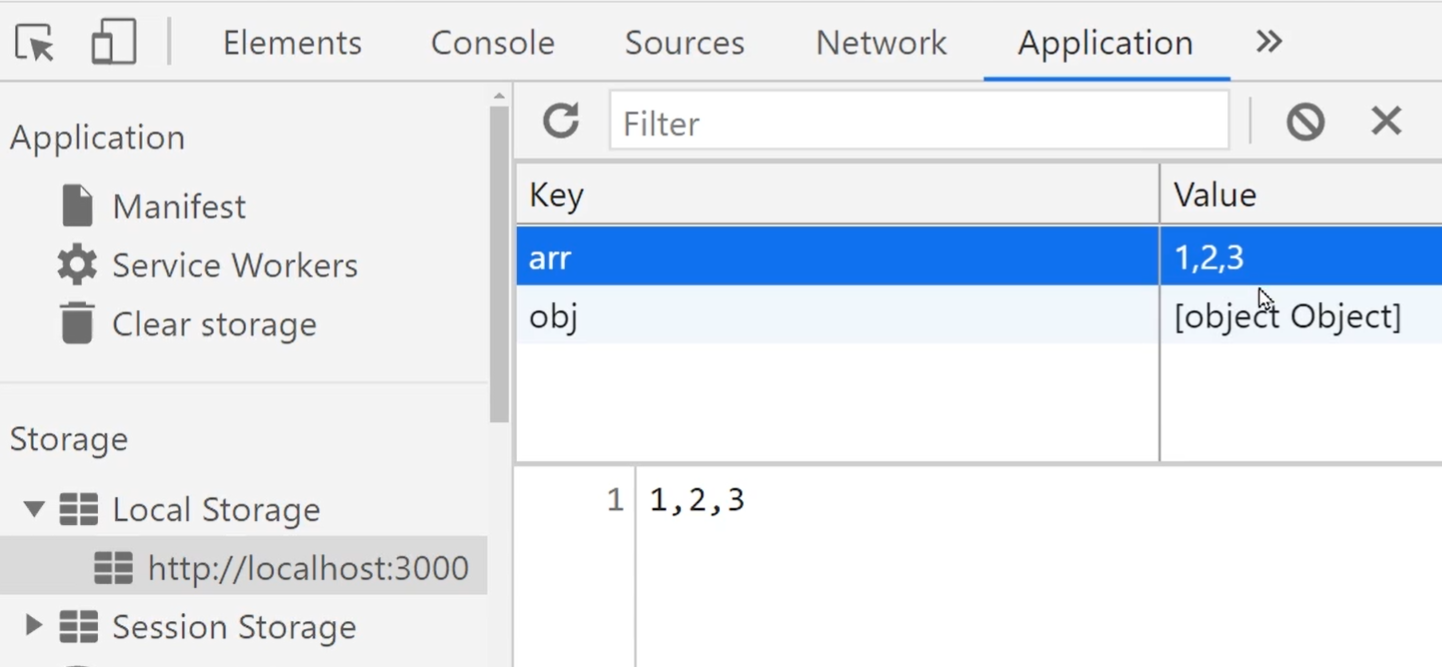 Elements Console Sources Network Application
Application
Manifest
Service Workers
Clear storage
Storage
Local Storage
http://localhost:3000
Session Storage
Filter
Key Value
arr 1,2,3
obj [object Object]
1 1,2,3